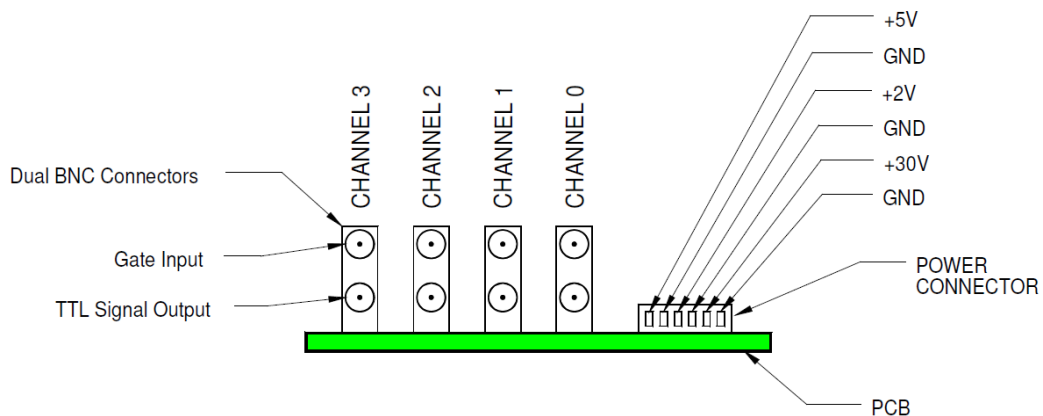 +5V
GND
+2V
GND
+30V
GND
CHANNEL 3
CHANNEL 2
CHANNEL 1
CHANNEL 0
Dual BNC Connectors
Gate Input
TTL Signal Output
POWER
CONNECTOR
PCB